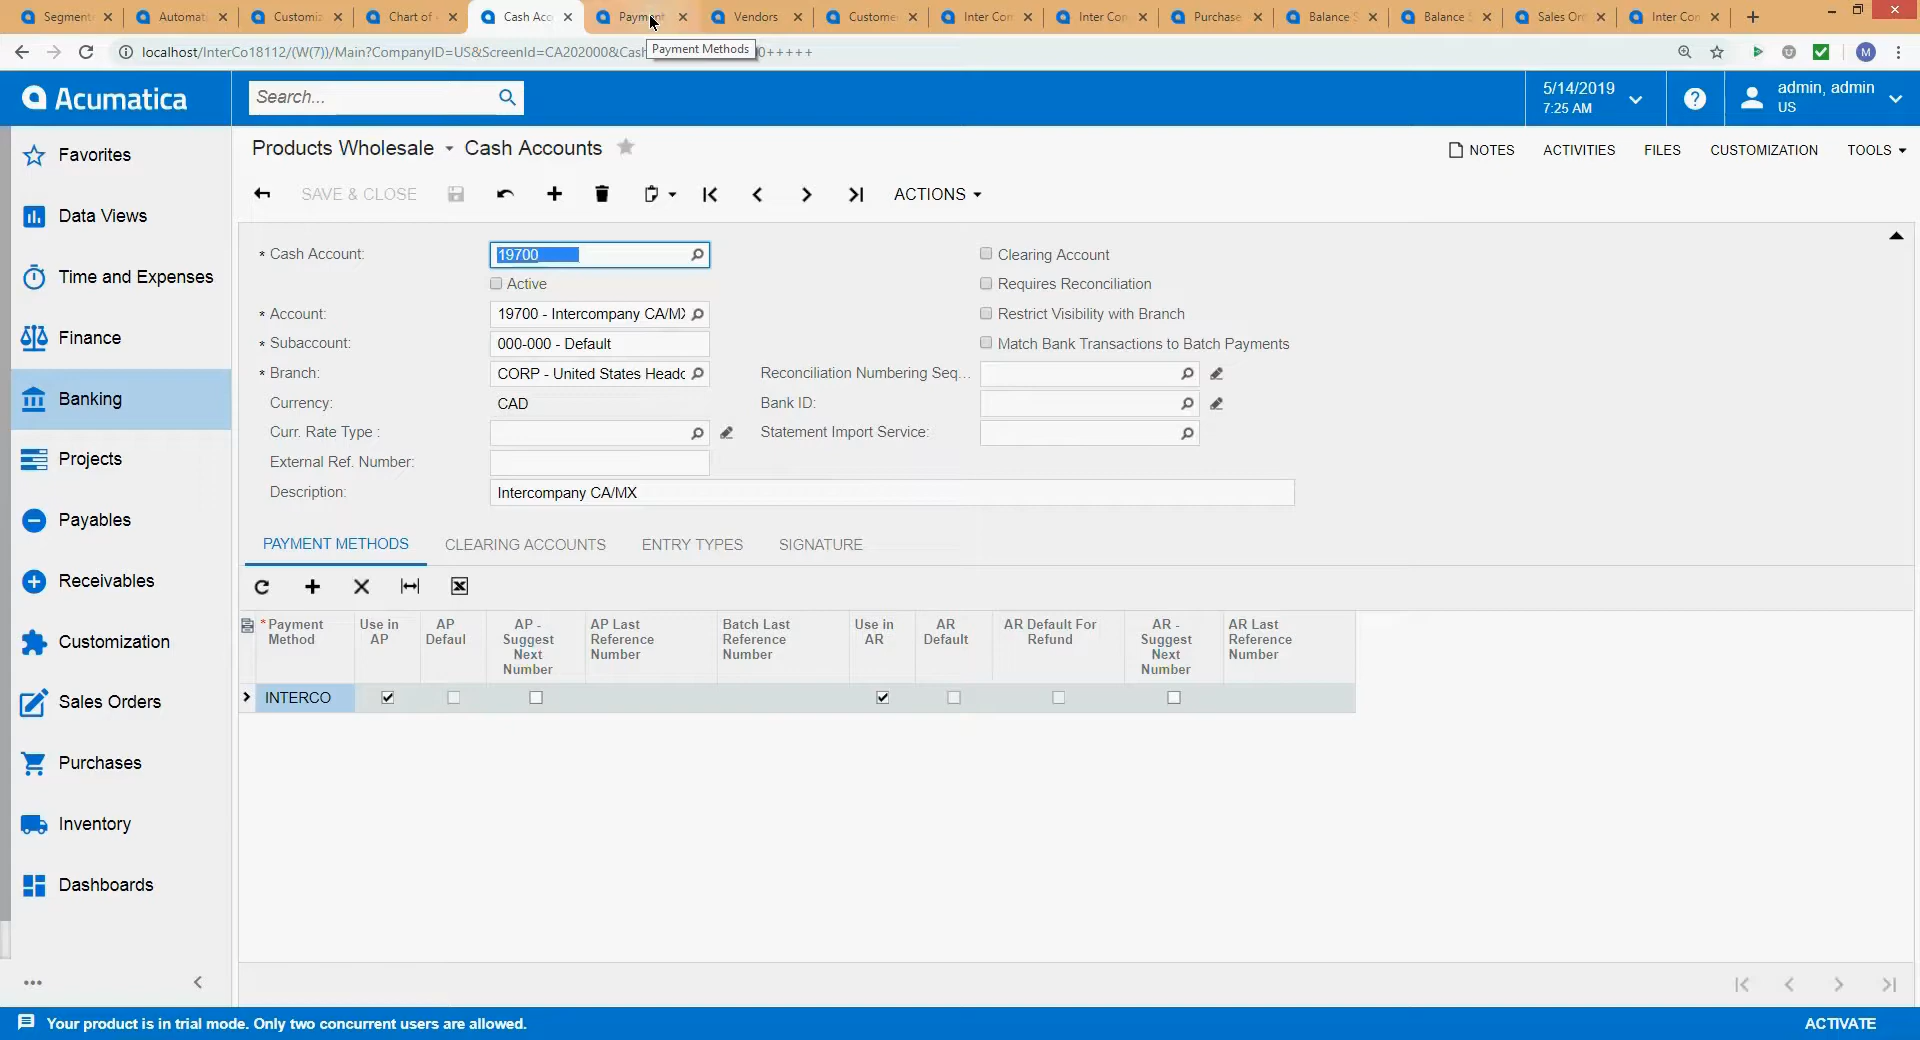 Segment
Automat
Customiz
Chart of
Cash Acc
Payment
Vendors
Custome
Inter Con
Inter Con
Purchase
Balance S
Balance S
Sales Ord
Inter Con
localhost/InterCo18112/(W(7))/Main?CompanyID=US&ScreenId=CA202000&Cash
0+++++
Payment Methods
Acumatica
Search...
5/14/2019
7:25 AM
?
admin, admin
US
Favorites
Data Views
Time and Expenses
Finance
Banking
Projects
Payables
Receivables
Customization
Sales Orders
Purchases
Inventory
Dashboards
Products Wholesale Cash Accounts
NOTES ACTIVITIES FILES CUSTOMIZATION TOOLS
SAVE & CLOSE
ACTIONS
* Cash Account: 19700
Active
* Account: 19700 - Intercompany CA/MX
* Subaccount: 000-000 - Default
* Branch: CORP - United States Headq
Currency: CAD
Curr. Rate Type :
External Ref. Number:
Description: Intercompany CA/MX
Clearing Account
Requires Reconciliation
Restrict Visibility with Branch
Match Bank Transactions to Batch Payments
Reconciliation Numbering Seq...
Bank ID:
Statement Import Service:
PAYMENT METHODS CLEARING ACCOUNTS ENTRY TYPES SIGNATURE
* Payment Method
Use in AP
AP Defaul
AP - Suggest Next Number
AP Last Reference Number
Batch Last Reference Number
Use in AR
AR Default
AR Default For Refund
AR - Suggest Next Number
AR Last Reference Number
INTERCO
Your product is in trial mode. Only two concurrent users are allowed.
ACTIVATE